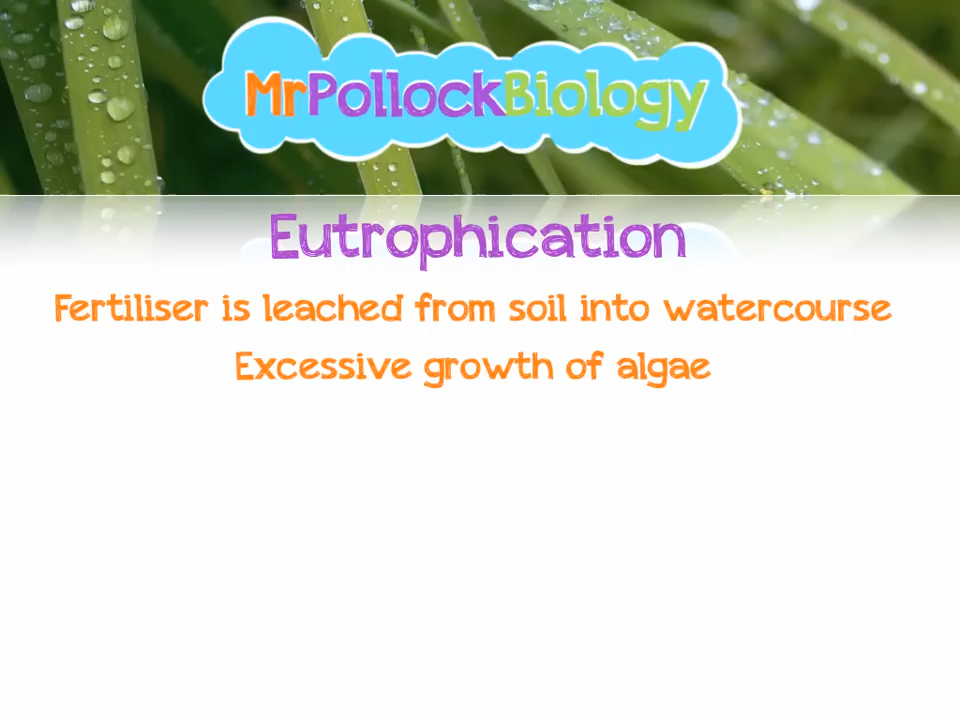 MrPollockBiology
Eutrophication
Fertiliser is leached from soil into watercourse
Excessive growth of algae